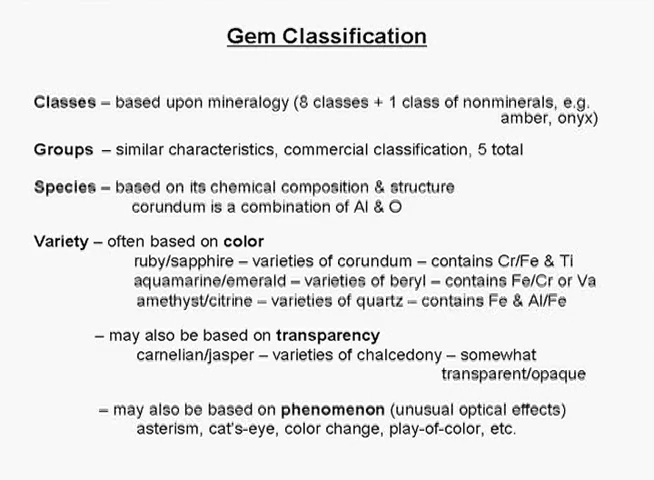 Gem Classification
Classes – based upon mineralogy (8 classes + 1 class of nonminerals, e.g.
amber, onyx)
Groups – similar characteristics, commercial classification, 5 total
Species – based on its chemical composition & structure
corundum is a combination of Al & O
Variety – often based on color
ruby/sapphire – varieties of corundum – contains Cr/Fe & Ti
aquamarine/emerald – varieties of beryl – contains Fe/Cr or Va
amethyst/citrine – varieties of quartz – contains Fe & Al/Fe
– may also be based on transparency
carnelian/jasper – varieties of chalcedony – somewhat
transparent/opaque
– may also be based on phenomenon (unusual optical effects)
asterism, cat's-eye, color change, play-of-color, etc.